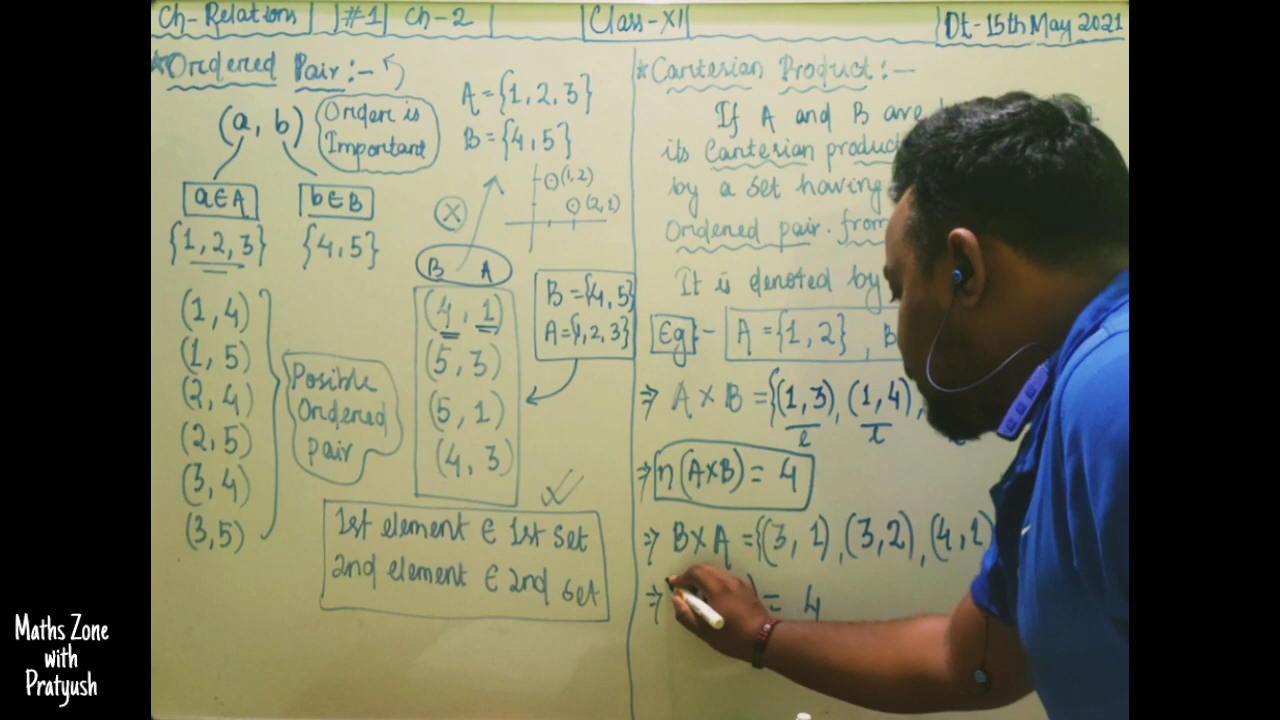 Ch-Relations | #1 | Ch-2
Class-XI
Dt-15th May 2021
*Ordered Pair:-
(a, b)
Order is
Important
a∈A
b∈B
{1,2,3}
{4,5}
(1,4)
(1,5)
(2,4)
(2,5)
(3,4)
(3,5)
Posible
Ordered
pair
A={1,2,3}
B={4,5}
(1,2)
(2,1)
X
B A
(4,1)
(5,3)
(5,1)
(4,3)
B={4,5}
A={1,2,3}
1st element ∈ 1st Set
2nd element ∈ 2nd set
*Cartesian Product:-
If A and B are
its Cartesian product
by a set having
ordered pair from
It is denoted by
Eg:- A={1,2}, B
⇒ A×B={(1,3),(1,4),
⇒ n(A×B)=4
⇒ B×A={(3,1),(3,2),(4,1)
⇒ ) = 4
Maths Zone
with
Pratyush